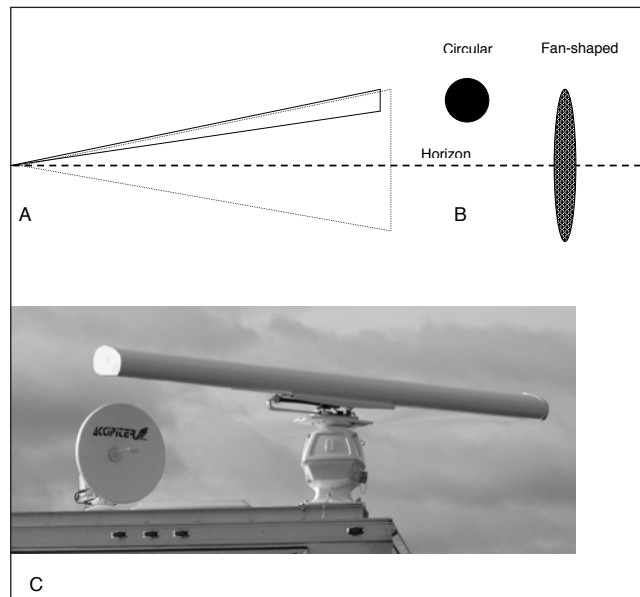 Circular
Fan-shaped
Horizon
A
B
ACCIPITER
C